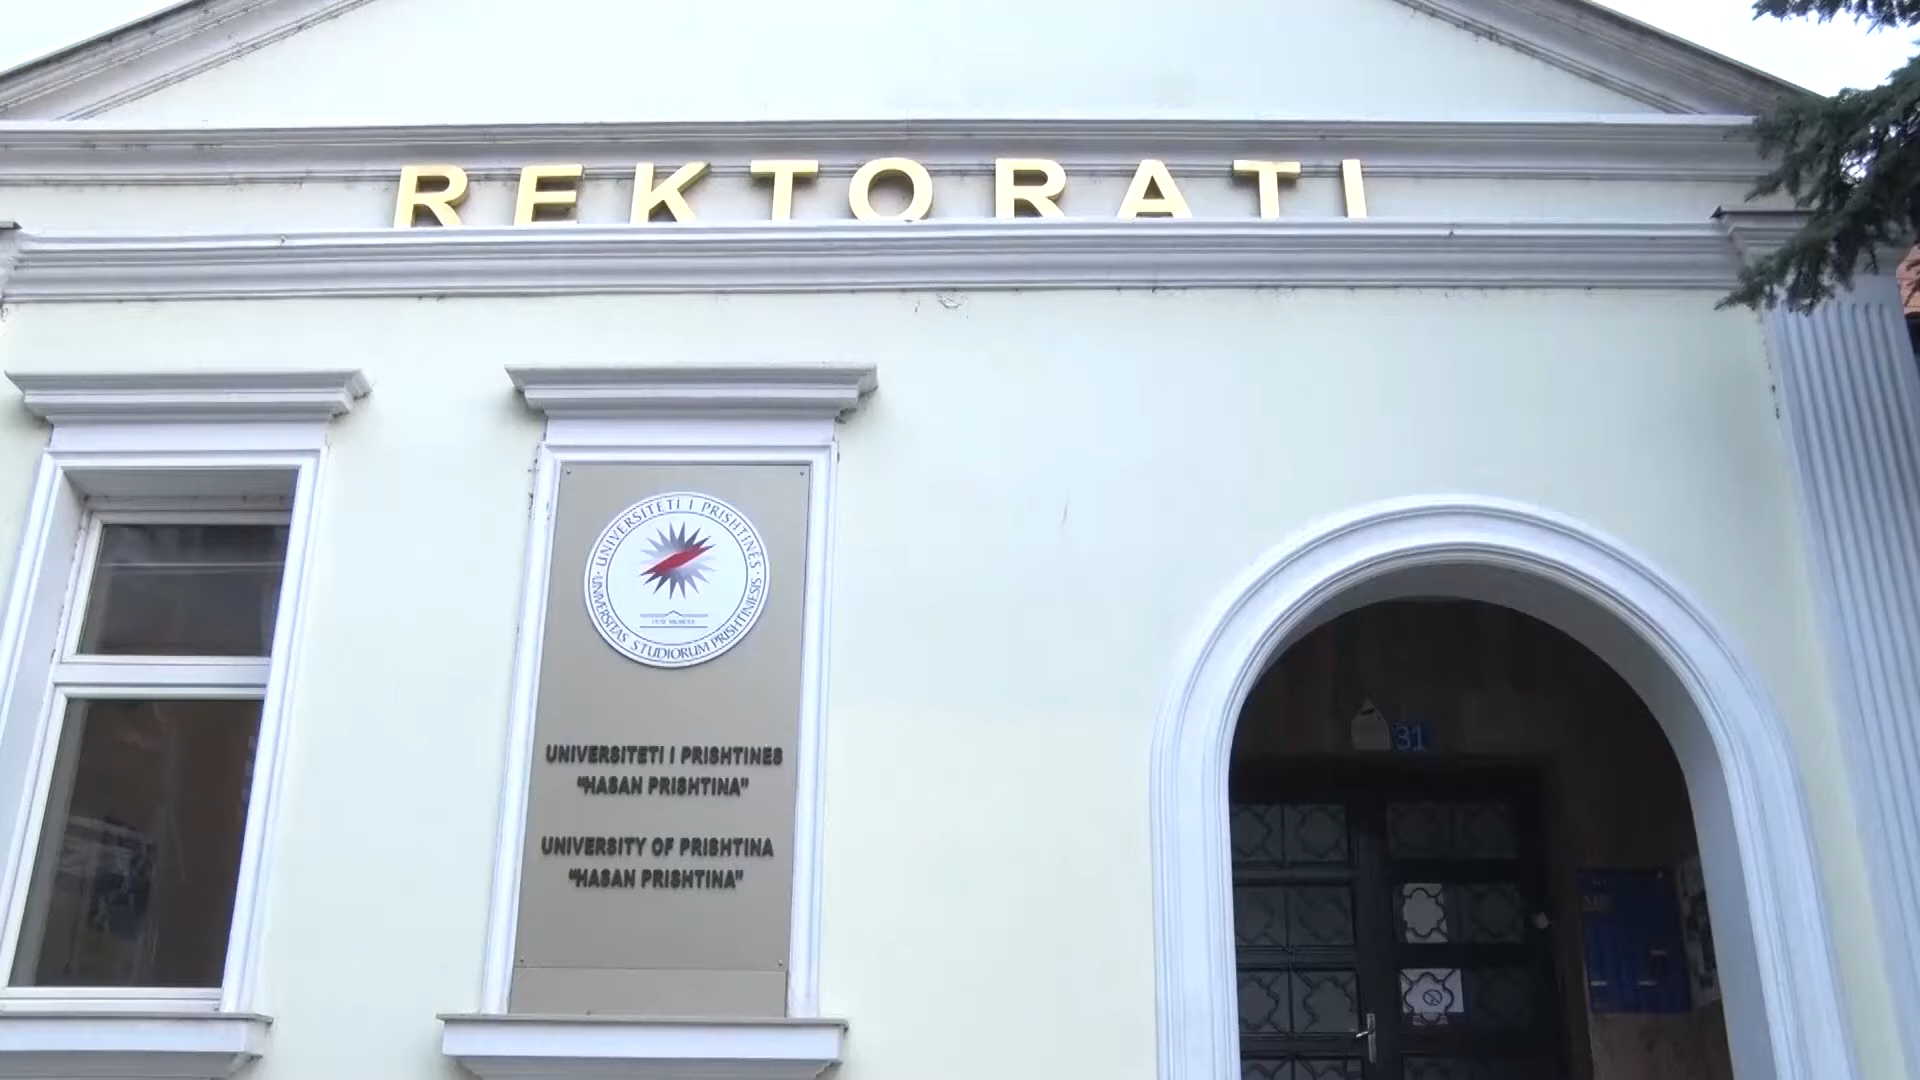 REKTORATI
UNIVERSITETI I PRISHTINËS
UNIVERSITAS STUDIORUM PRISHTINIENSIS
UNIVERSITETI I PRISHTINES
"HASAN PRISHTINA"
UNIVERSITY OF PRISHTINA
"HASAN PRISHTINA"
31